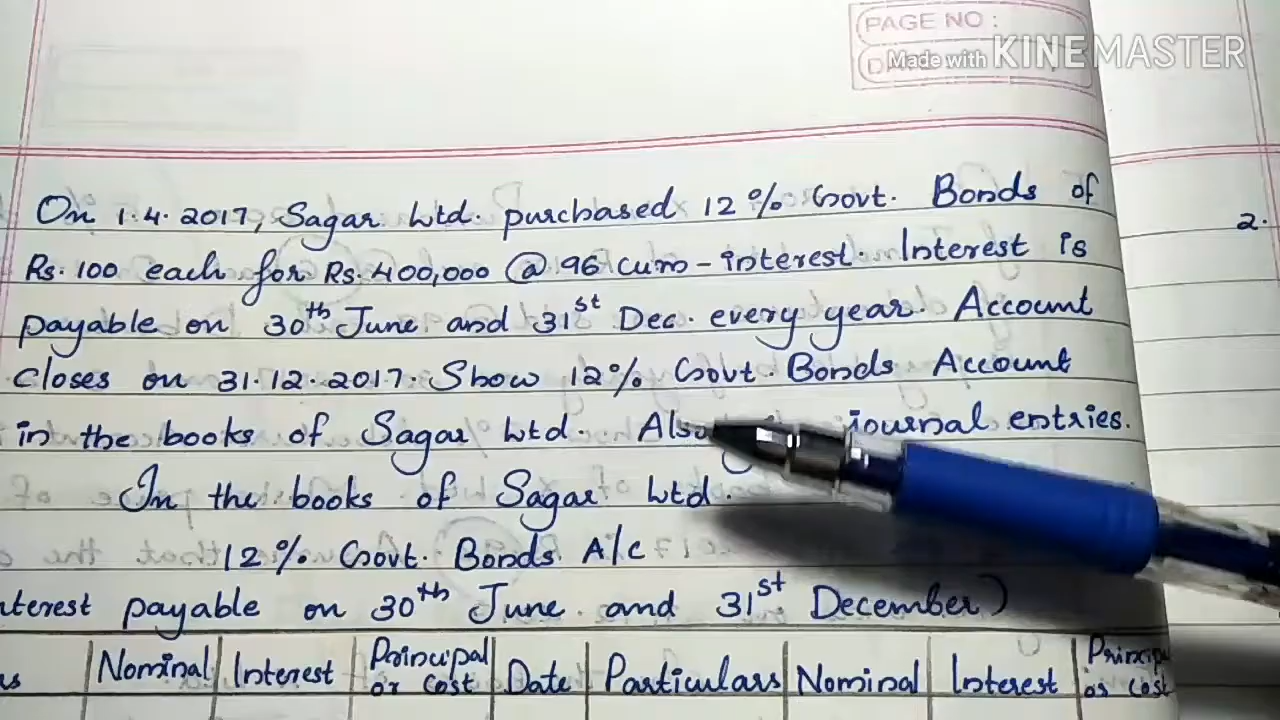 PAGE NO :
Made with KINEMASTER
On 1.4.2017, Sagar Ltd. purchased 12% Govt. Bonds of
2.
Rs. 100 each for Rs. 400,000 @ 96 cum-interest. Interest is
payable on 30th June and 31st Dec. every year. Account
closes on 31.12.2017. Show 12% Govt. Bonds Account
in the books of Sagar Ltd. Also journal entries.
In the books of Sagar Ltd.
12% Govt. Bonds A/c
nterest payable on 30th June and 31st December)
rs Nominal Interest Principal or cost Date Particulars Nominal Interest Principa or cost